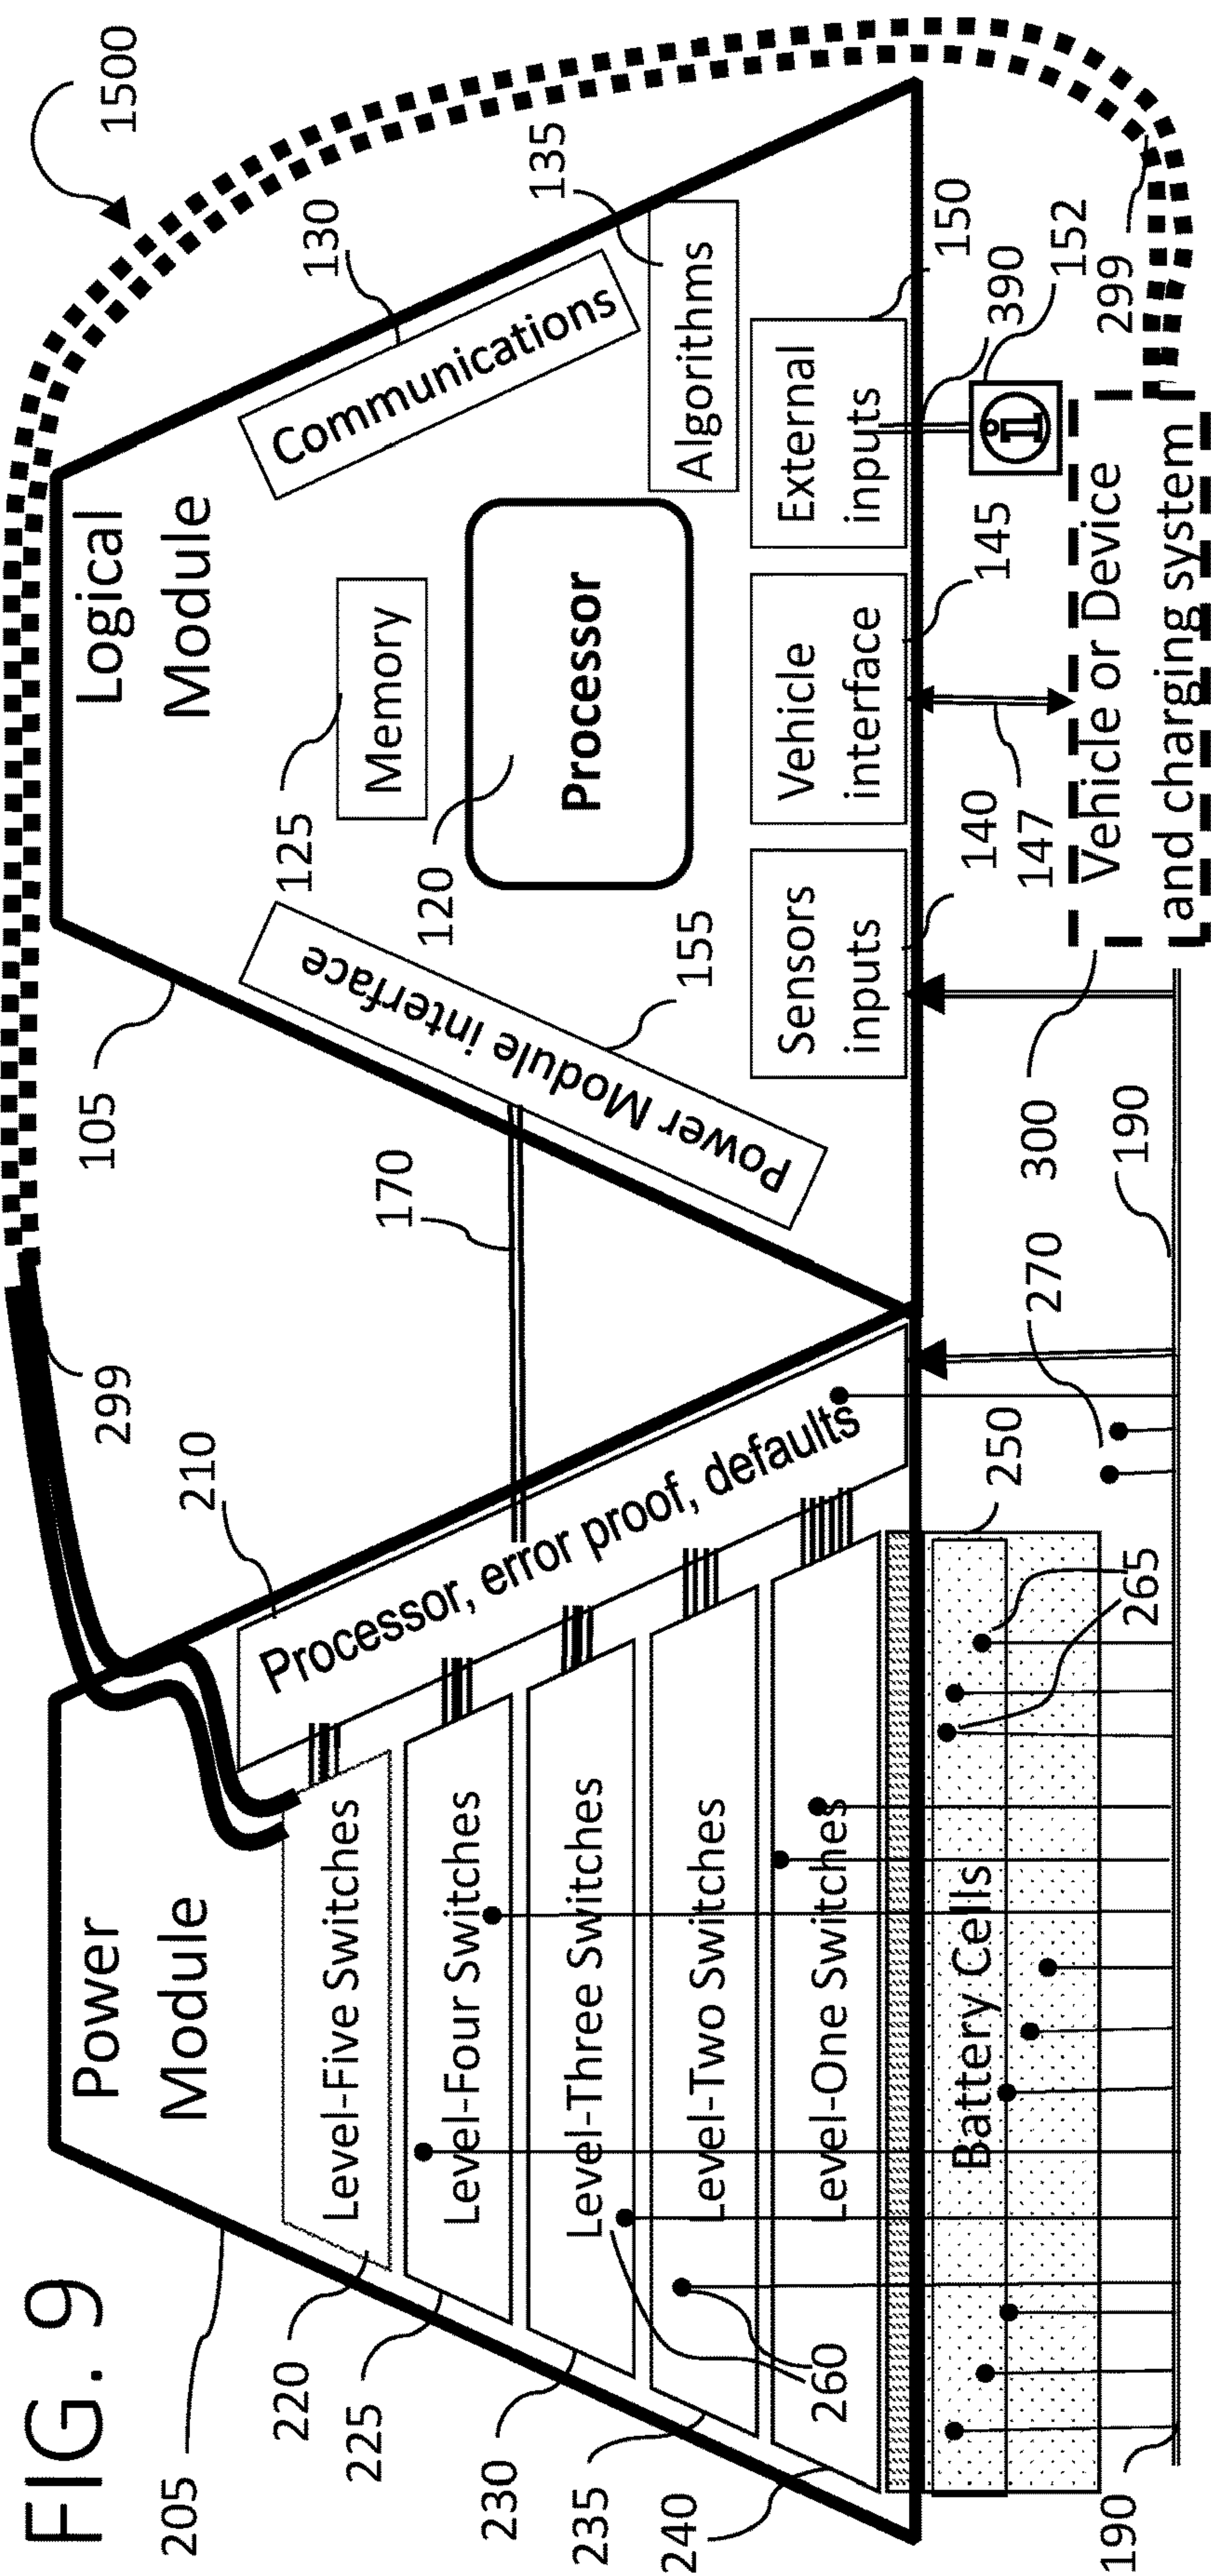 FIG. 9
1500
Power
Module
Logical
Module
205
220
225
230
235
240
Level-Five Switches
Level-Four Switches
Level-Three Switches
Level-Two Switches
Level-One Switches
260
Battery Cells
190
210
299
Processor, error proof, defaults
250
265
270
170
105
Power Module interface
155
125
Memory
120
Processor
130
Communications
135
Algorithms
Sensors
inputs
140
Vehicle
interface
145
147
External
inputs
150
390
152
i
299
300
190
Vehicle or Device
and charging system